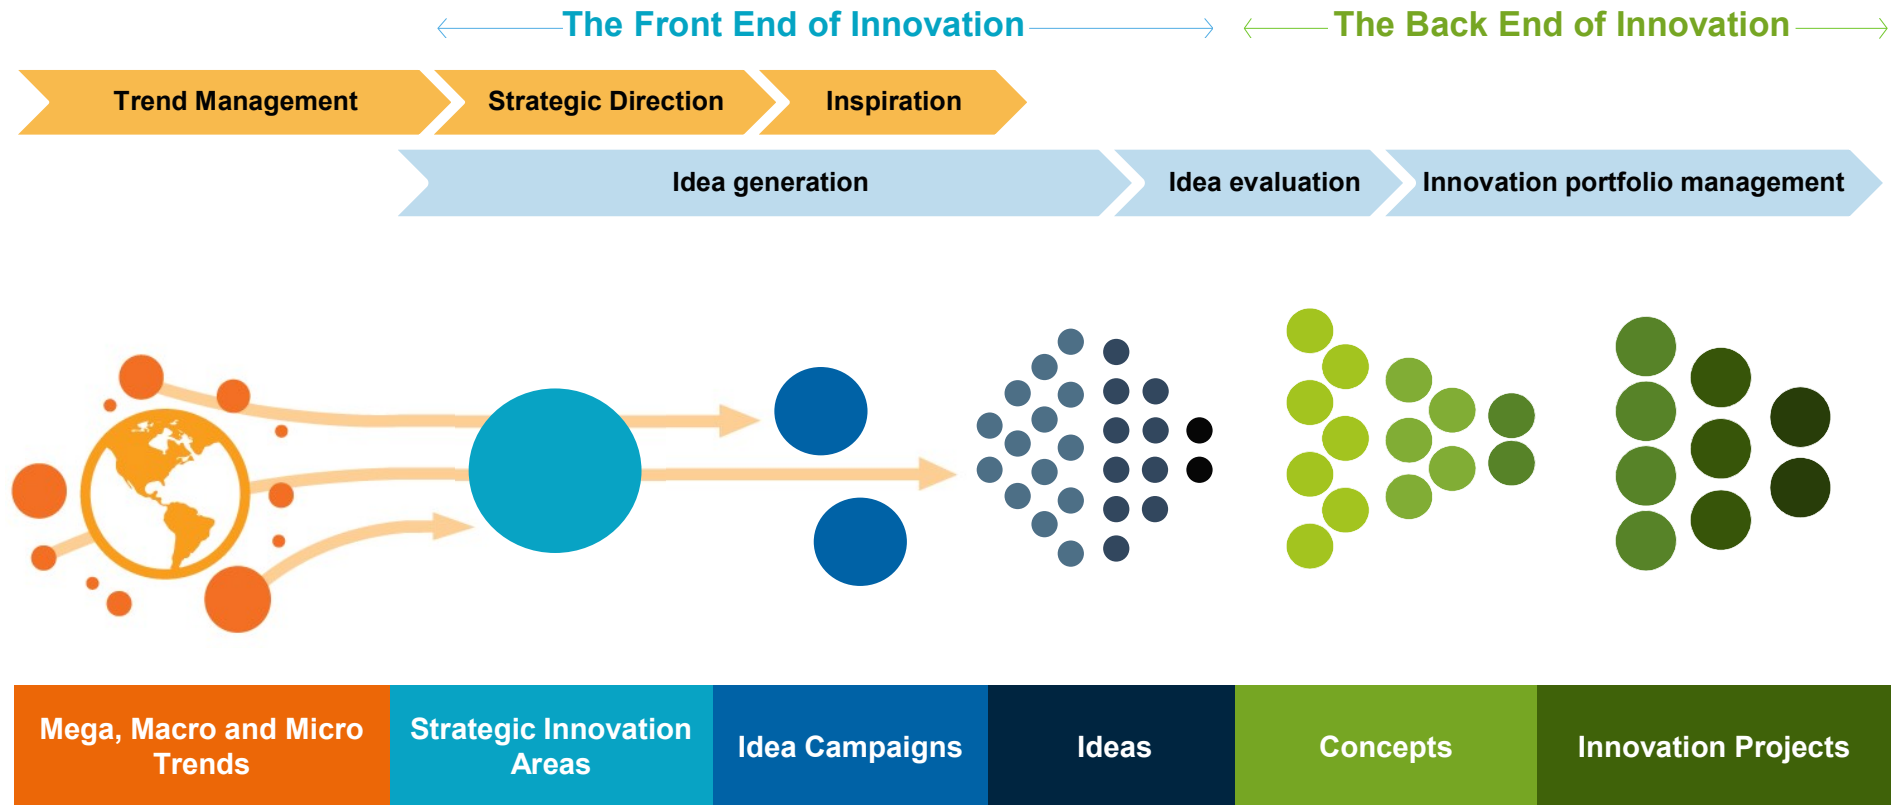 The Front End of Innovation
The Back End of Innovation
Trend Management
Strategic Direction
Inspiration
Idea generation
Idea evaluation
Innovation portfolio management
Mega, Macro and Micro
Trends
Strategic Innovation
Areas
Idea Campaigns
Ideas
Concepts
Innovation Projects